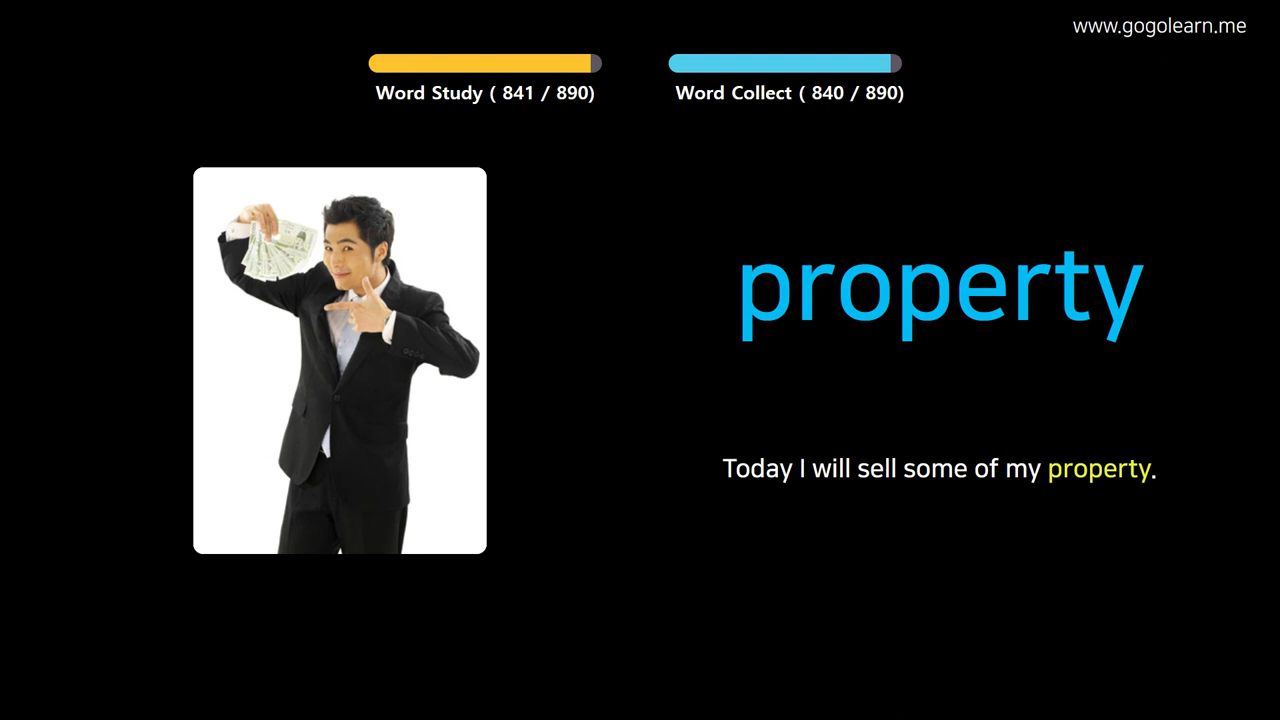 www.gogolearn.me
Word Study ( 841 / 890)
Word Collect ( 840 / 890)
property
Today I will sell some of my property.